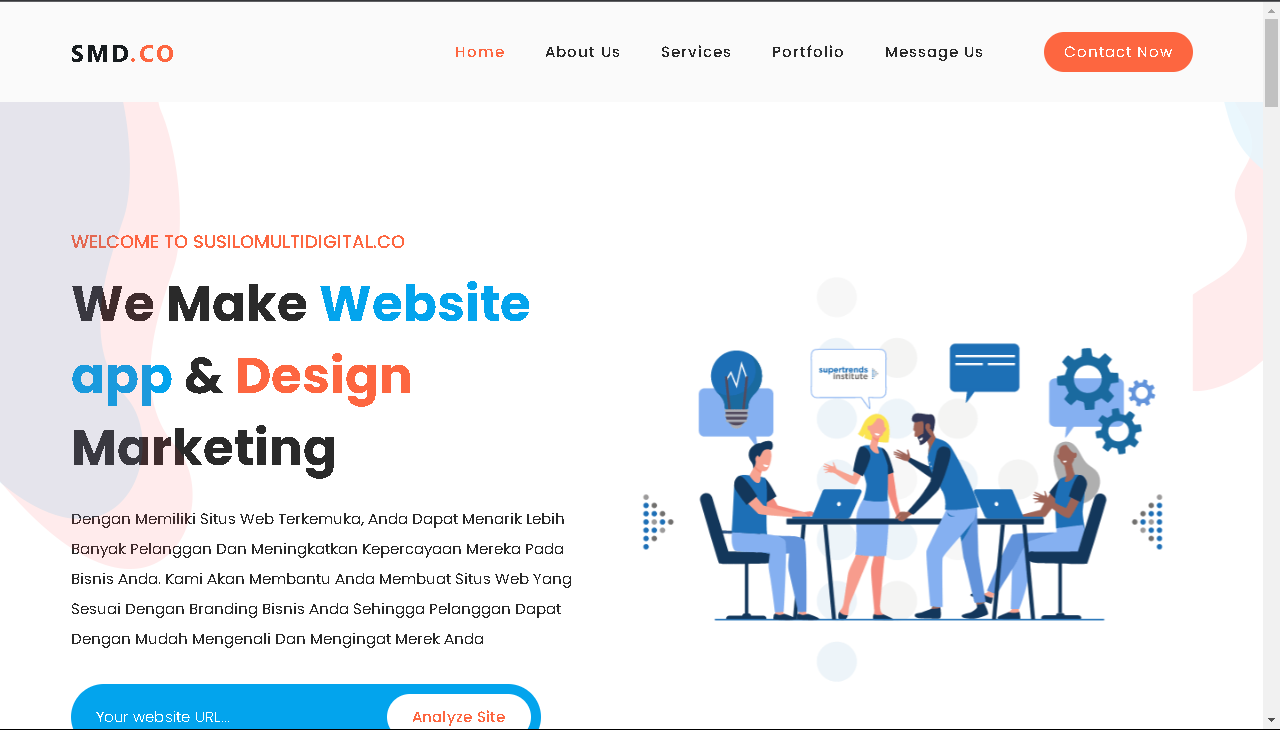 SMD.CO
Home
About Us
Services
Portfolio
Message Us
Contact Now
WELCOME TO SUSILOMULTIDIGITAL.CO
We Make Website
app & Design
Marketing
supertrends
institute
Dengan Memiliki Situs Web Terkemuka, Anda Dapat Menarik Lebih
Banyak Pelanggan Dan Meningkatkan Kepercayaan Mereka Pada
Bisnis Anda. Kami Akan Membantu Anda Membuat Situs Web Yang
Sesuai Dengan Branding Bisnis Anda Sehingga Pelanggan Dapat
Dengan Mudah Mengenali Dan Mengingat Merek Anda
Your website URL...
Analyze Site